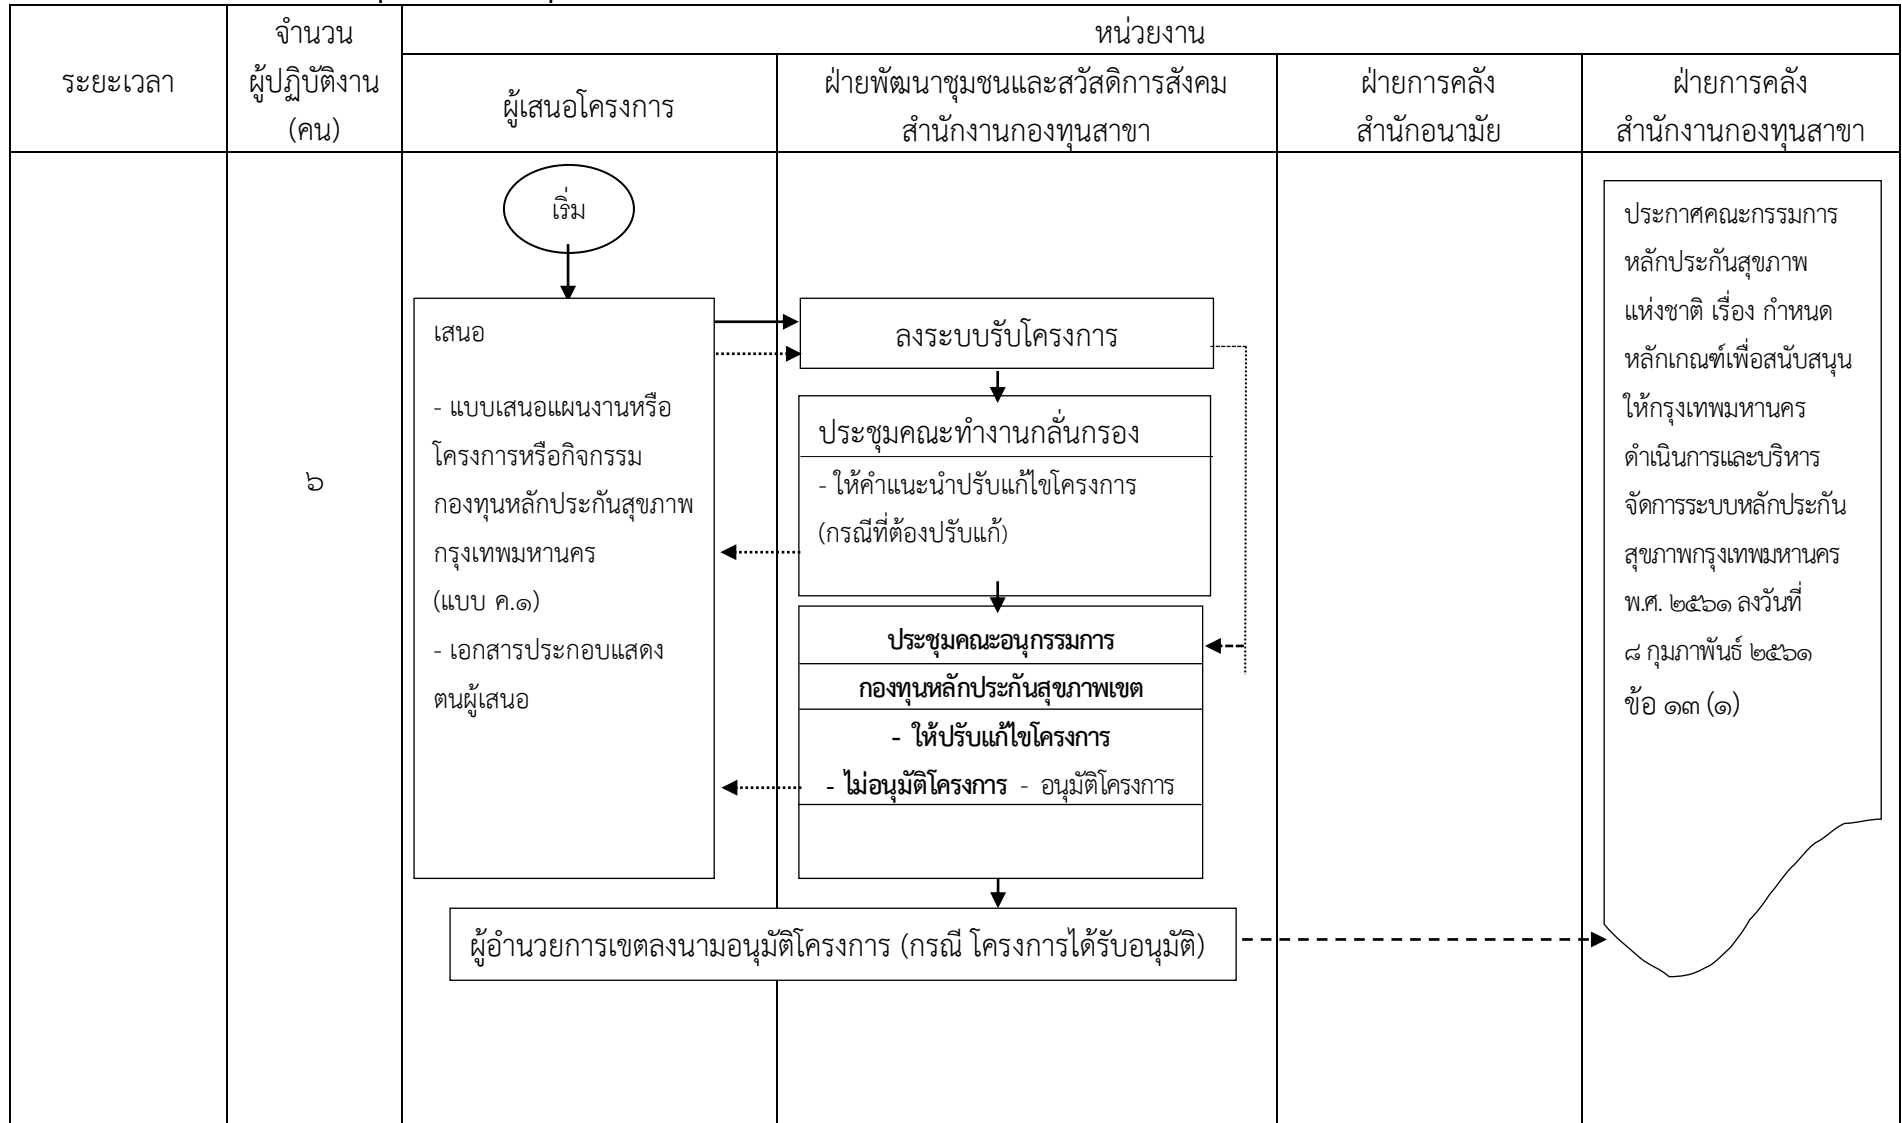 ระยะเวลา
จำนวน
ผู้ปฏิบัติงาน
(คน)
หน่วยงาน
ผู้เสนอโครงการ
ฝ่ายพัฒนาชุมชนและสวัสดิการสังคม
สำนักงานกองทุนสาขา
ฝ่ายการคลัง
สำนักอนามัย
ฝ่ายการคลัง
สำนักงานกองทุนสาขา
๖
เริ่ม
เสนอ
- แบบเสนอแผนงานหรือ
โครงการหรือกิจกรรม
กองทุนหลักประกันสุขภาพ
กรุงเทพมหานคร
(แบบ ค.๑)
- เอกสารประกอบแสดง
ตนผู้เสนอ
ลงระบบรับโครงการ
ประชุมคณะทำงานกลั่นกรอง
- ให้คำแนะนำปรับแก้ไขโครงการ
(กรณีที่ต้องปรับแก้)
ประชุมคณะอนุกรรมการ
กองทุนหลักประกันสุขภาพเขต
- ให้ปรับแก้ไขโครงการ
- ไม่อนุมัติโครงการ - อนุมัติโครงการ
ผู้อำนวยการเขตลงนามอนุมัติโครงการ (กรณี โครงการได้รับอนุมัติ)
ประกาศคณะกรรมการ
หลักประกันสุขภาพ
แห่งชาติ เรื่อง กำหนด
หลักเกณฑ์เพื่อสนับสนุน
ให้กรุงเทพมหานคร
ดำเนินการและบริหาร
จัดการระบบหลักประกัน
สุขภาพกรุงเทพมหานคร
พ.ศ. ๒๕๖๑ ลงวันที่
๘ กุมภาพันธ์ ๒๕๖๑
ข้อ ๑๓ (๑)